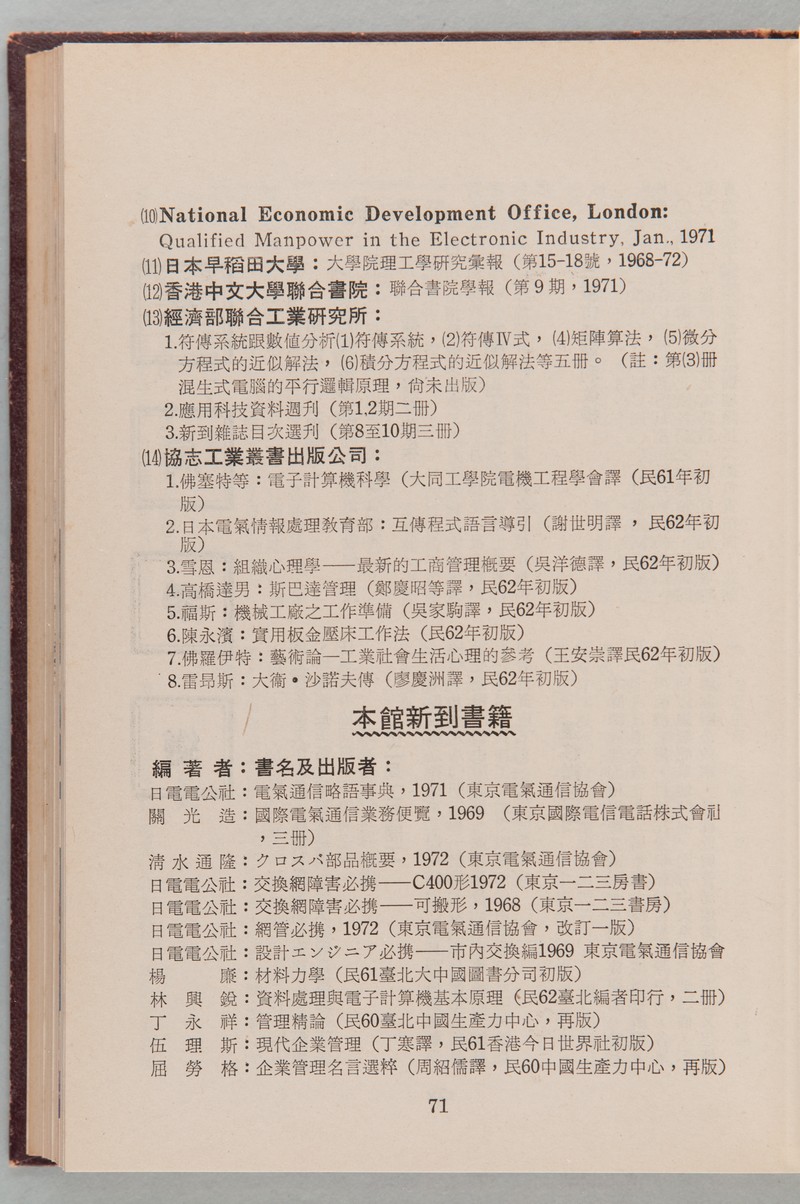 ⑽National Economic Development Office, London:
Qualified Manpower in the Electronic Industry, Jan., 1971
⑾日本早稻田大學：大學院理工學研究彙報（第15-18號，1968-72）
⑿香港中文大學聯合書院：聯合書院學報（第9期，1971）
⒀經濟部聯合工業研究所：
1.符傳系統跟數值分析⑴符傳系統，⑵符傳Ⅳ式，⑷矩陣算法，⑸微分
方程式的近似解法，⑹積分方程式的近似解法等五冊。（註：第⑶冊
混生式電腦的平行邏輯原理，尚未出版）
2.應用科技資料週刊（第1,2期二冊）
3.新到雜誌目次選刋（第8至10期三冊）
⒁協志工業叢書出版公司：
1.佛塞特等：電子計算機科學（大同工學院電機工程學會譯（民61年初
版）
2.日本電氣情報處理教育部：互傳程式語言導引（謝世明譯，民62年初
版）
3.雪恩：組織心理學——最新的工商管理概要（吳洋德譯，民62年初版）
4.高橋達男：斯巴達管理（鄭慶昭等譯，民62年初版）
5.福斯：機械工廠之工作準備（吳家駒譯，民62年初版）
6.陳永濱：實用板金壓床工作法（民62年初版）
7.佛羅伊特：藝術論—工業社會生活心理的參考（王安崇譯民62年初版）
8.雷昻斯：大衞•沙諾夫傳（廖慶洲譯，民62年初版）
本館新到書籍
編著者：書名及出版者：
日電電公社：電氣通信略語事典，1971（東京電氣通信協會）
關光造：國際電氣通信業務便覽，1969（東京國際電信電話株式會社
，三冊）
清水通隆：クロスバ部品概要，1972（東京電氣通信協會）
日電電公社：交換網障害必携——C400形1972（東京一二三房書）
日電電公社：交換網障害必携——可搬形，1968（東京一二三書房）
日電電公社：網管必携，1972（東京電氣通信協會，改訂一版）
日電電公社：設計エンジニア必携——市內交換編1969 東京電氣通信協會
楊廉：材料力學（民61臺北大中國圖書分司初版）
林興銳：資料處理與電子計算機基本原理（民62臺北編者印行，二冊）
丁永祥：管理精論（民60臺北中國生產力中心，再版）
伍理斯：現代企業管理（丁寒譯，民61香港今日世界社初版）
屈勞格：企業管理名言選粹（周紹儒譯，民60中國生產力中心，再版）
71